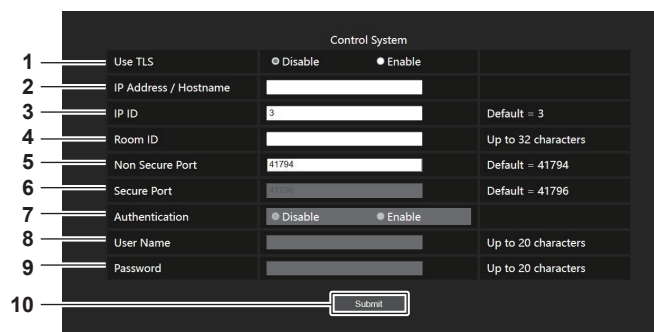 Control System
1 Use TLS Disable Enable
2 IP Address / Hostname
3 IP ID 3 Default = 3
4 Room ID Up to 32 characters
5 Non Secure Port 41794 Default = 41794
6 Secure Port 41796 Default = 41796
7 Authentication Disable Enable
8 User Name Up to 20 characters
9 Password Up to 20 characters
10 Submit